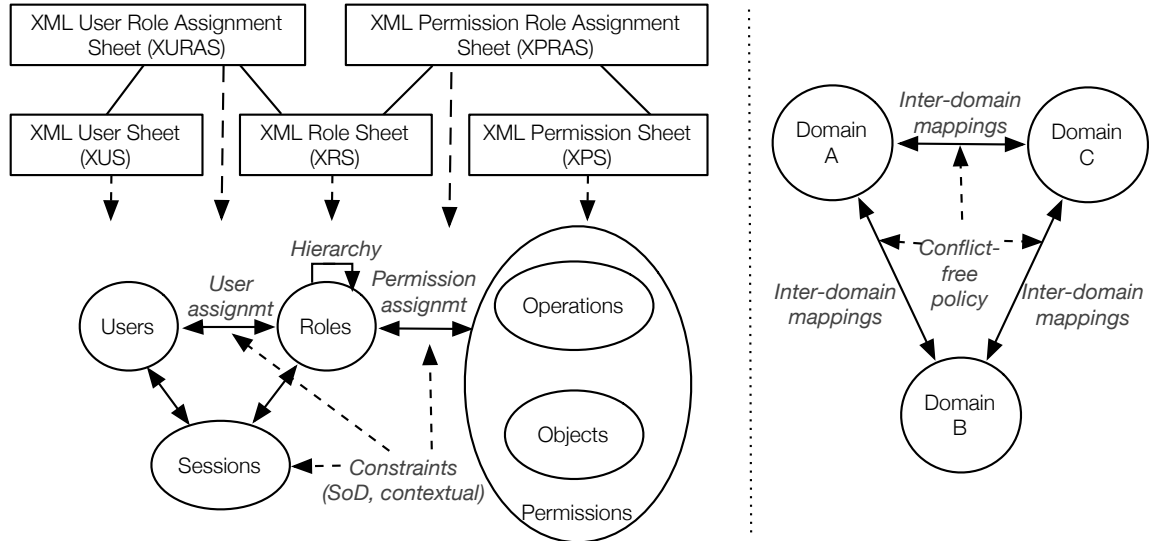 XML User Role Assignment
Sheet (XURAS)
XML Permission Role Assignment
Sheet (XPRAS)
XML User Sheet
(XUS)
XML Role Sheet
(XRS)
XML Permission Sheet
(XPS)
Hierarchy
User
assignmt
Permission
assignmt
Users
Roles
Operations
Sessions
Objects
Constraints
(SoD, contextual)
Permissions
Domain
A
Inter-domain
mappings
Domain
C
Conflict-
free
policy
Inter-domain
mappings
Inter-domain
mappings
Domain
B